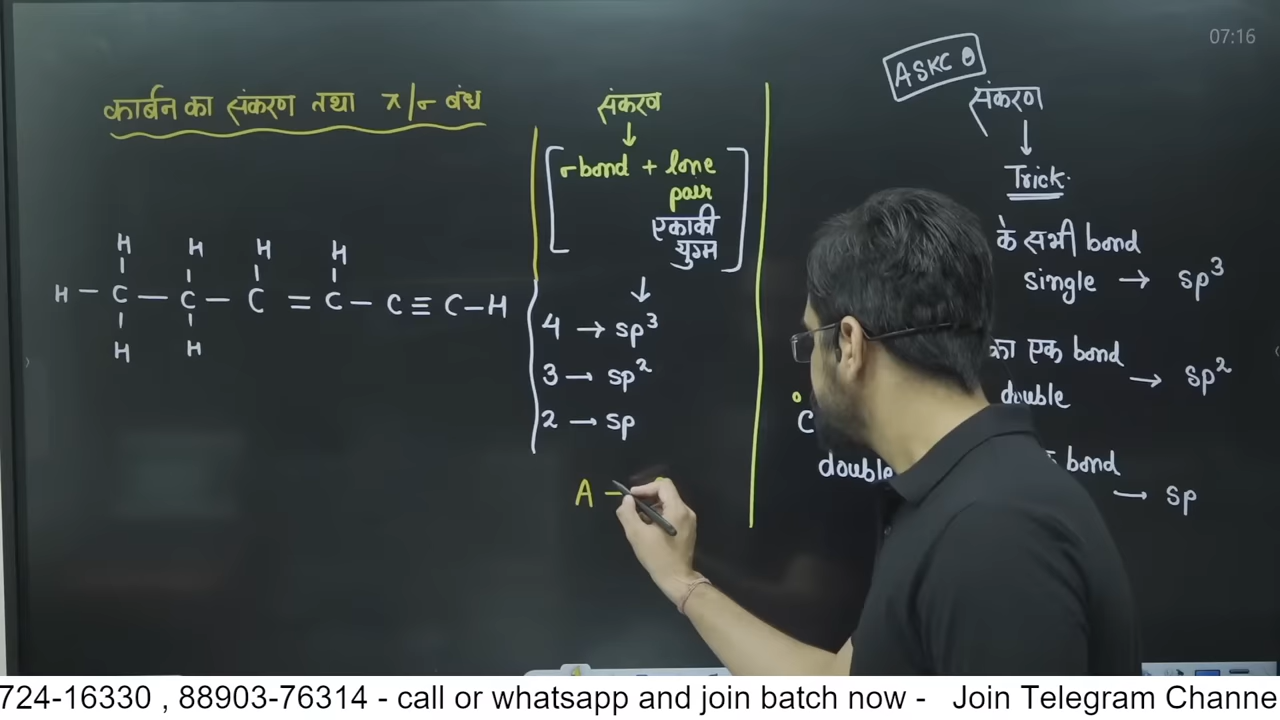 07:16
कार्बन का संकरण तथा π/σ बंध
H H H H
H – C – C – C = C – C ≡ C – H
H H
संकरण
↓
σ bond + lone
pair
एकाकी
युग्म
↓
4 → sp³
3 → sp²
2 → sp
A –
ASKC
संकरण
↓
Trick.
के सभी bond
single → sp³
का एक bond
double → sp²
C
double bond
→ sp
724-16330 , 88903-76314 - call or whatsapp and join batch now - Join Telegram Channe